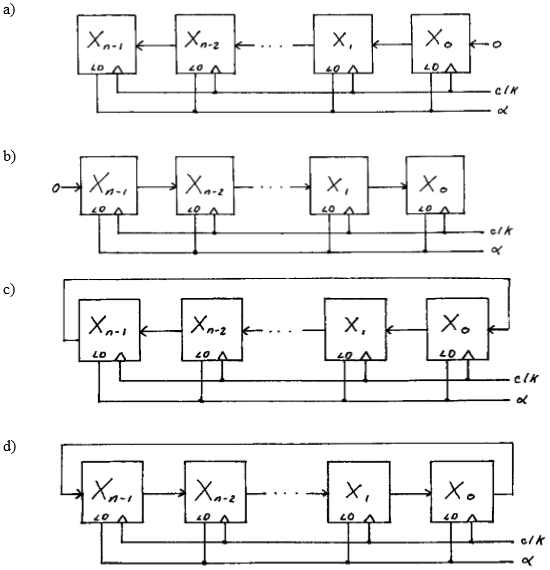 a)
Xn-1 Xn-2 ... X1 X0 0
LD LD LD LD
clk
α
b)
0 Xn-1 Xn-2 ... X1 X0
LD LD LD LD
clk
α
c)
Xn-1 Xn-2 ... X1 X0
LD LD LD LD
clk
α
d)
Xn-1 Xn-2 ... X1 X0
LD LD LD LD
clk
α